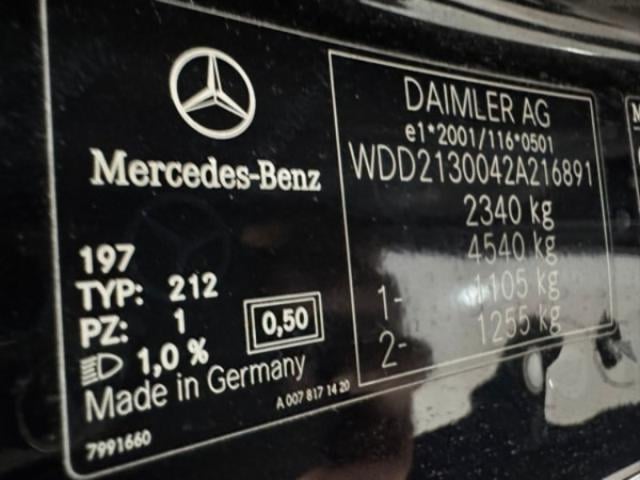 Mercedes-Benz
197
TYP: 212
PZ: 1
1,0 %
0,50
Made in Germany
A 007 817 14 20
7991660
DAIMLER AG
e1*2001/116*0501
WDD2130042A216891
2340 kg
4540 kg
1- 1105 kg
2- 1255 kg
M